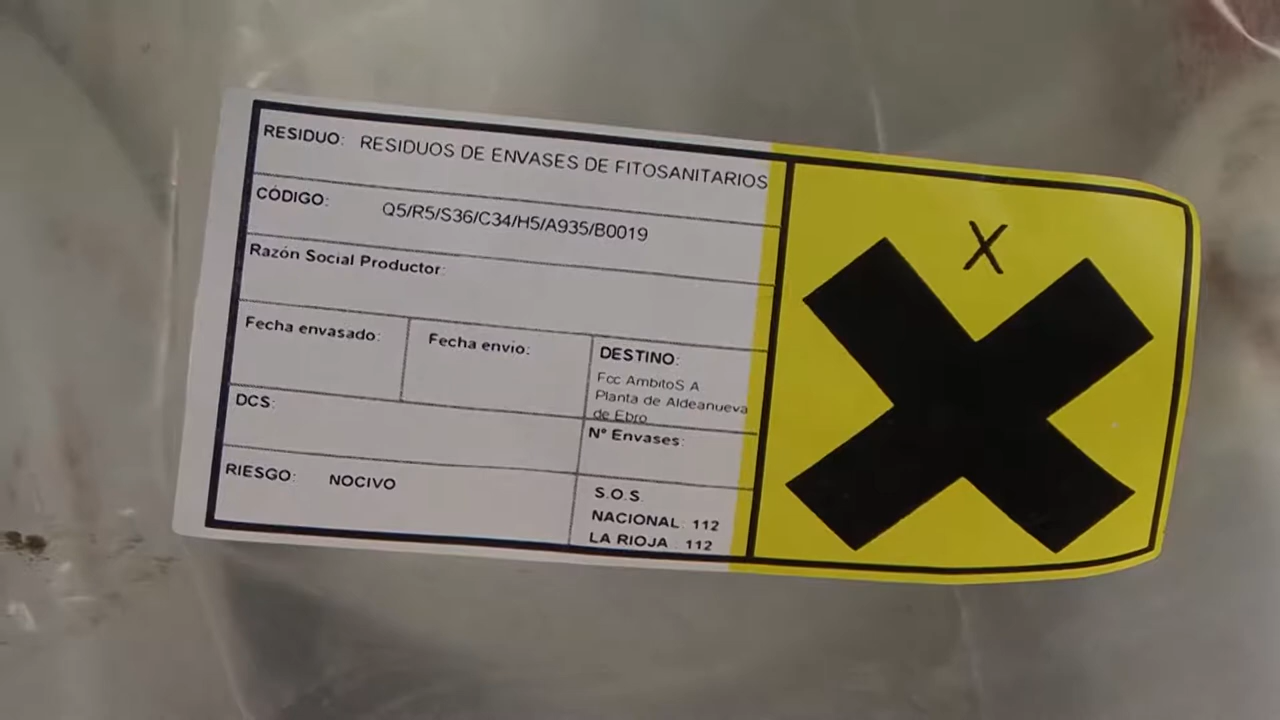 RESIDUO: RESIDUOS DE ENVASES DE FITOSANITARIOS
CÓDIGO: Q5/R5/S36/C34/H5/A935/B0019
Razón Social Productor:
Fecha envasado:
Fecha envio:
DESTINO:
Fcc AmbitoS A
Planta de Aldeanueva
de Ebro
DCS:
Nº Envases:
RIESGO: NOCIVO
S.O.S.
NACIONAL: 112
LA RIOJA : 112
X